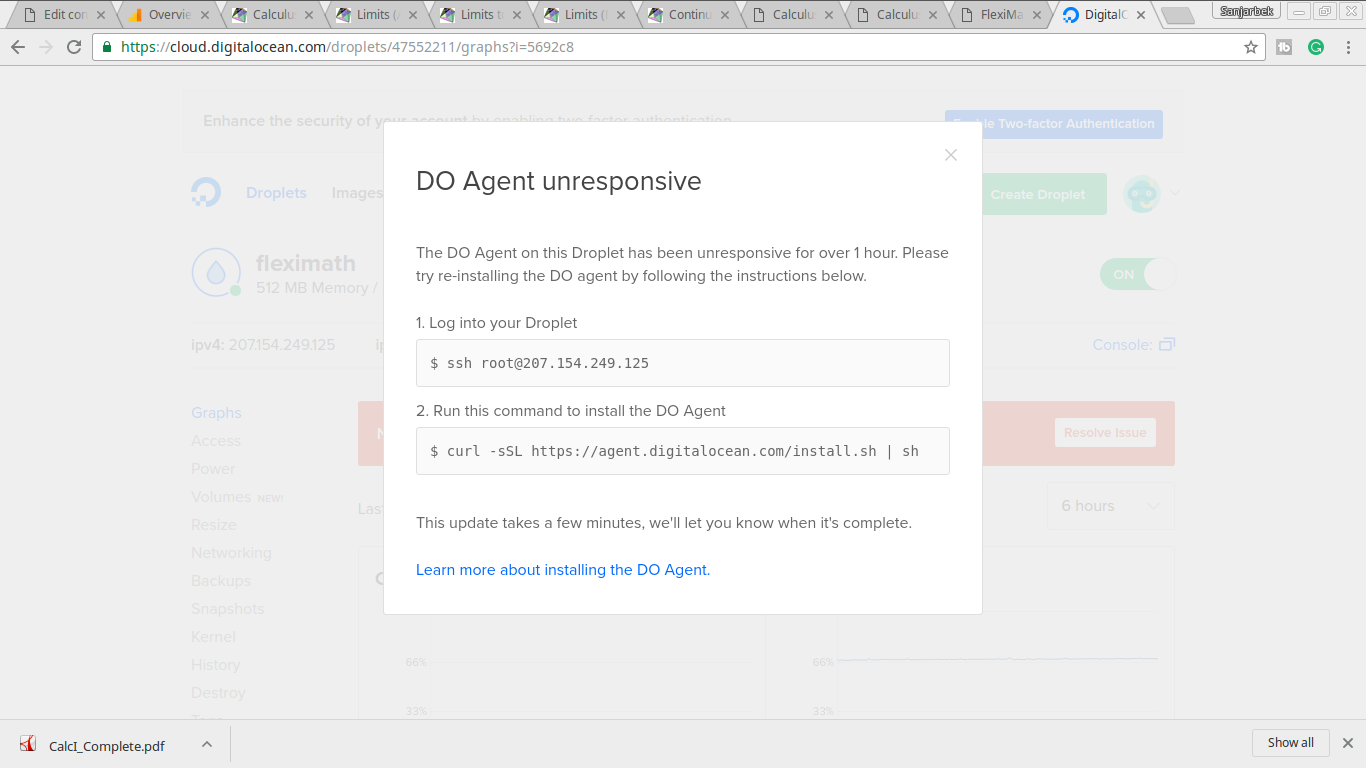 Edit con
Overvie
Calculu
Limits (
Limits t
Limits (
Continu
Calculu
Calculu
FlexiMa
DigitalO
Sanjarbek
https://cloud.digitalocean.com/droplets/47552211/graphs?i=5692c8
Enhance the security of your account by enabling two-factor authentication
Enable Two-factor Authentication
Droplets
Images
Create Droplet
fleximath
512 MB Memory /
ON
ipv4: 207.154.249.125
Console:
Graphs
Access
Power
Volumes NEW!
Resize
Networking
Backups
Snapshots
Kernel
History
Destroy
Resolve Issue
Las
6 hours
66%
33%
66%
33%
DO Agent unresponsive
The DO Agent on this Droplet has been unresponsive for over 1 hour. Please
try re-installing the DO agent by following the instructions below.
1. Log into your Droplet
$ ssh root@207.154.249.125
2. Run this command to install the DO Agent
$ curl -sSL https://agent.digitalocean.com/install.sh | sh
This update takes a few minutes, we'll let you know when it's complete.
Learn more about installing the DO Agent.
CalcI_Complete.pdf
Show all